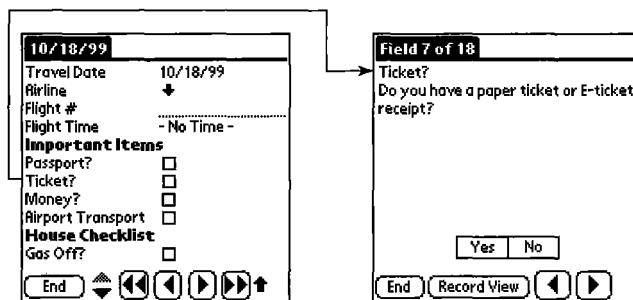 10/18/99
Travel Date 10/18/99
Airline
Flight #
Flight Time - No Time -
Important Items
Passport?
Ticket?
Money?
Airport Transport
House Checklist
Gas Off?
End
Field 7 of 18
Ticket?
Do you have a paper ticket or E-ticket
receipt?
Yes No
End Record View